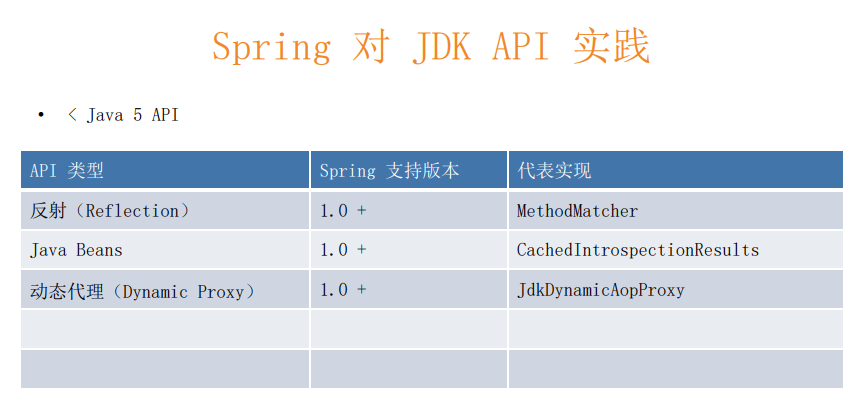 Spring 对 JDK API 实践
• < Java 5 API
API 类型 Spring 支持版本 代表实现
反射（Reflection） 1.0 + MethodMatcher
Java Beans 1.0 + CachedIntrospectionResults
动态代理（Dynamic Proxy） 1.0 + JdkDynamicAopProxy